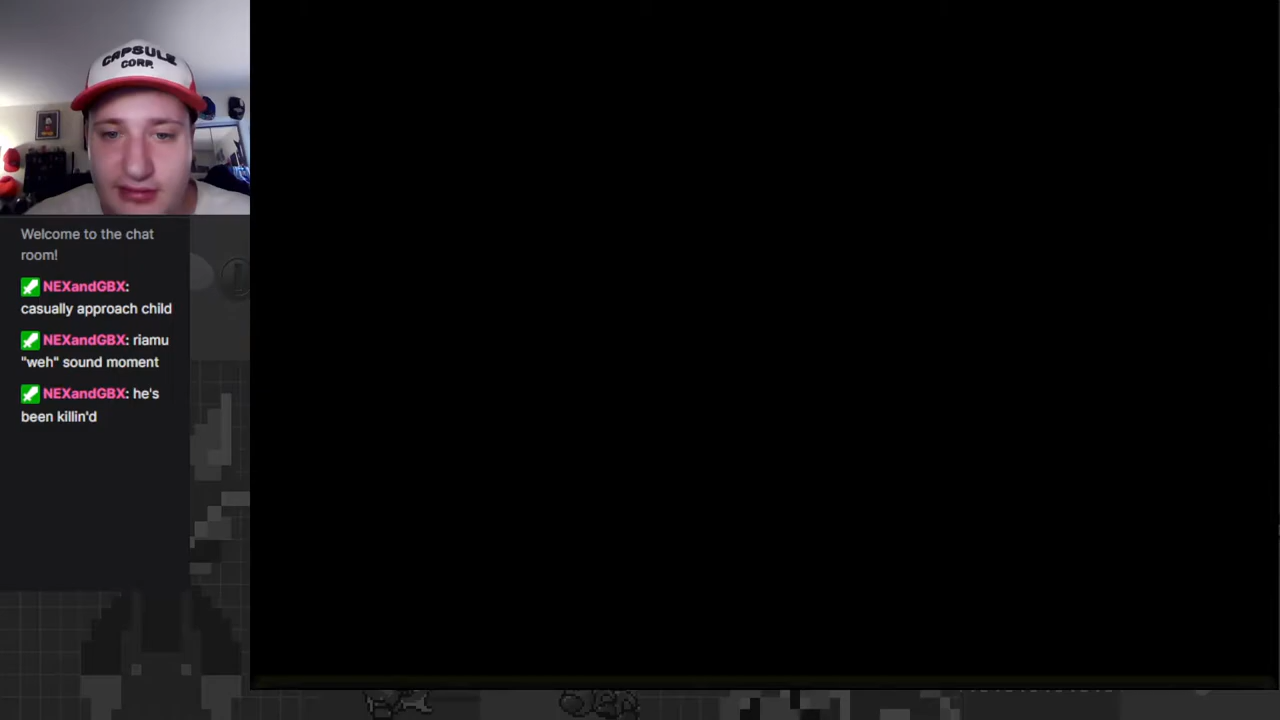 CAPSULE
CORP.
Welcome to the chat
room!
NEXandGBX:
casually approach child
NEXandGBX: riamu
"weh" sound moment
NEXandGBX: he's
been killin'd